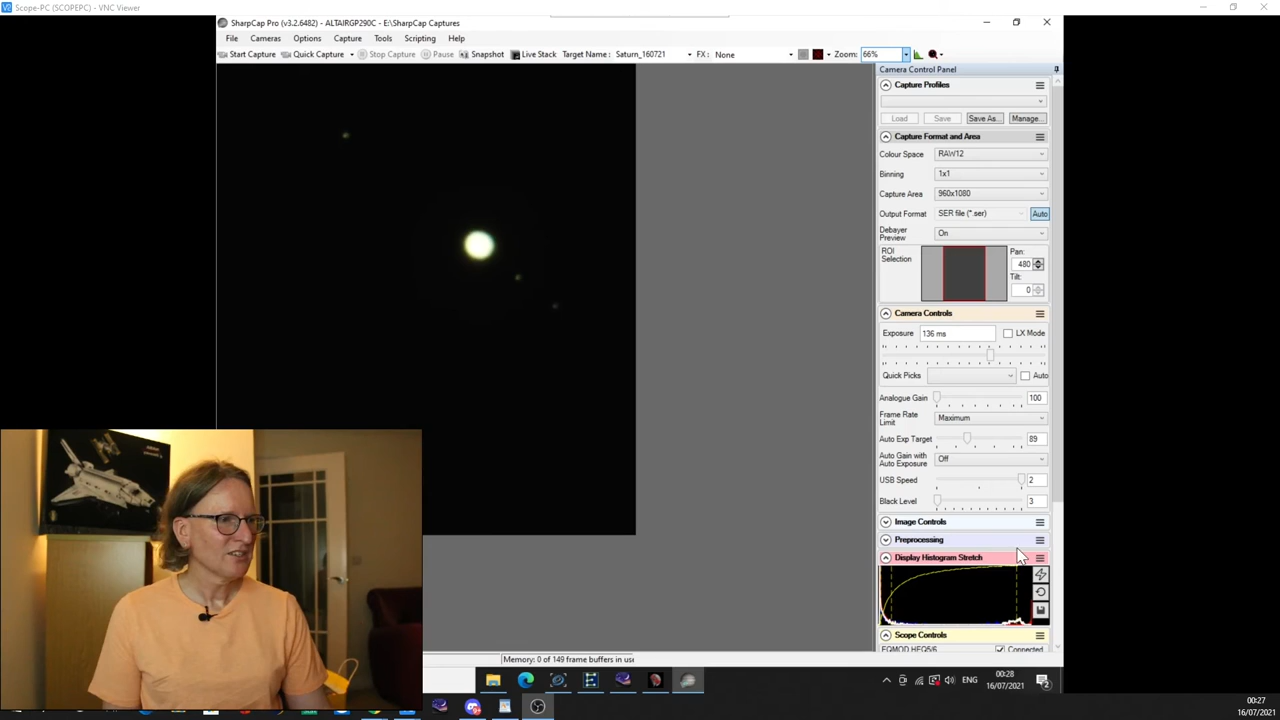 Scope-PC (SCOPEPC) - VNC Viewer
SharpCap Pro (v3.2.6482) - ALTAIRGP290C - E:\SharpCap Captures
File Cameras Options Capture Tools Scripting Help
Start Capture Quick Capture Stop Capture Pause Snapshot Live Stack Target Name: Saturn_160721 FX: None Zoom: 66%
Camera Control Panel
Capture Profiles
Load Save Save As... Manage...
Capture Format and Area
Colour Space RAW12
Binning 1x1
Capture Area 960x1080
Output Format SER file (*.ser) Auto
Debayer Preview On
ROI Selection
Pan:
480
Tilt:
0
Camera Controls
Exposure 136 ms LX Mode
Quick Picks Auto
Analogue Gain 100
Frame Rate Limit Maximum
Auto Exp Target 89
Auto Gain with Auto Exposure Off
USB Speed 2
Black Level 3
Image Controls
Preprocessing
Display Histogram Stretch
Scope Controls
EQMOD HEQ5/6 Connected
Memory: 0 of 149 frame buffers in use
ENG
00:28
16/07/2021
00:27
16/07/2021